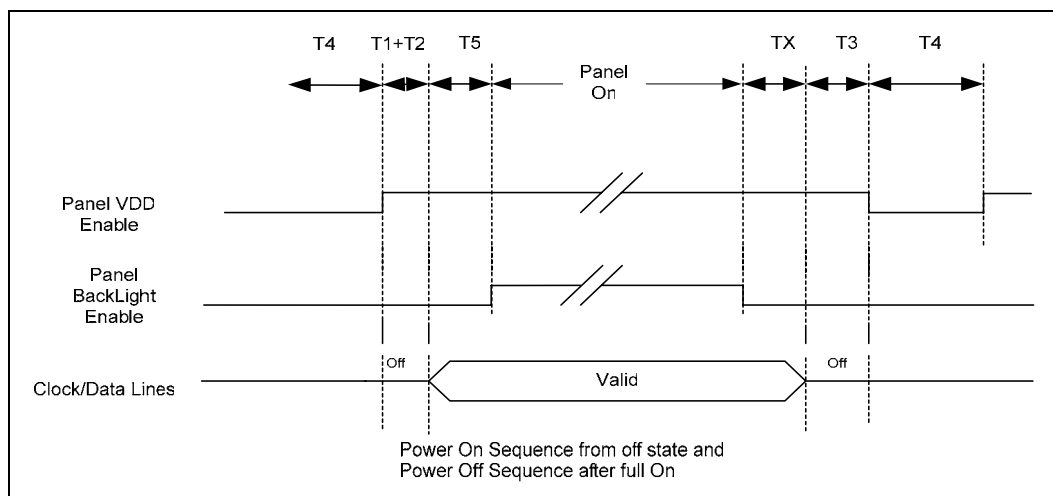 T4 T1+T2 T5 TX T3 T4
Panel
On
Panel VDD
Enable
Panel
BackLight
Enable
Off Off
Clock/Data Lines Valid
Power On Sequence from off state and
Power Off Sequence after full On